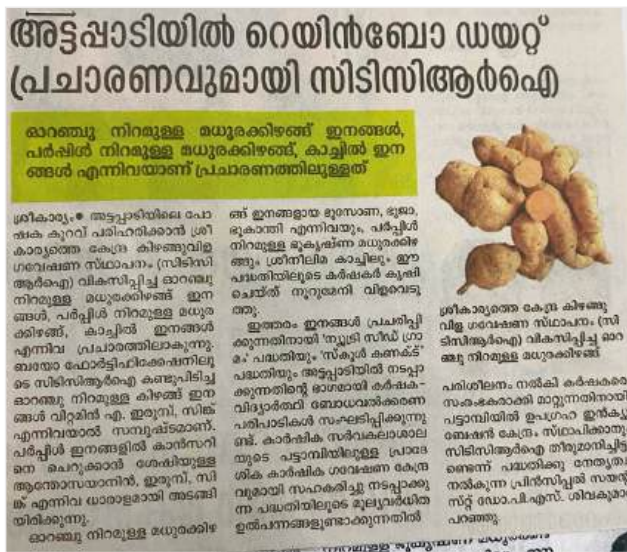 അട്ടപ്പാടിയിൽ റെയിൻബോ ഡയറ്റ്
പ്രചാരണവുമായി സിടിസിആർഐ
ഓറഞ്ചു നിറമുള്ള മധുരക്കിഴങ്ങ് ഇനങ്ങൾ,
പർപ്പിൾ നിറമുള്ള മധുരക്കിഴങ്ങ്, കാച്ചിൽ ഇന
ങ്ങൾ എന്നിവയാണ് പ്രചാരണത്തിലുള്ളത്
ശ്രീകാര്യം● അട്ടപ്പാടിയിലെ പോ
ഷക കുറവ് പരിഹരിക്കാൻ ശ്രീ
കാര്യത്തെ കേന്ദ്ര കിഴങ്ങുവിള
ഗവേഷണ സ്ഥാപനം (സിടിസി
ആർഐ) വികസിപ്പിച്ച ഓറഞ്ചു
നിറമുള്ള മധുരക്കിഴങ്ങ് ഇന
ങ്ങൾ, പർപ്പിൾ നിറമുള്ള മധുര
ക്കിഴങ്ങ്, കാച്ചിൽ ഇനങ്ങൾ
എന്നിവ പ്രചാരത്തിലാകുന്നു.
ബയോ ഫോർട്ടിഫിക്കേഷനിലൂ
ടെ സിടിസിആർഐ കണ്ടുപിടിച്ച
ഓറഞ്ചു നിറമുള്ള കിഴങ്ങ് ഇന
ങ്ങൾ വിറ്റമിൻ എ, ഇരുമ്പ്, സിങ്ക്
എന്നിവയാൽ സമ്പുഷ്ടമാണ്.
പർപ്പിൾ ഇനങ്ങളിൽ കാൻസറി
നെ ചെറുക്കാൻ ശേഷിയുള്ള
ആന്തോസയാനിൻ, ഇരുമ്പ്, സി
ങ്ക് എന്നിവ ധാരാളമായി അടങ്ങി
യിരിക്കുന്നു.
ഓറഞ്ചു നിറമുള്ള മധുരക്കിഴ
ങ്ങ് ഇനങ്ങളായ ഭൂസോണ, ഭൂജാ,
ഭൂകാന്തി എന്നിവയും, പർപ്പിൾ
നിറമുള്ള ഭൂകൃഷ്ണ മധുരക്കിഴ
ങ്ങും ശ്രീനീലിമ കാച്ചിലും ഈ
പദ്ധതിയിലൂടെ കർഷകർ കൃഷി
ചെയ്ത് നൂറുമേനി വിളവെടു
ത്തു.
ഇത്തരം ഇനങ്ങൾ പ്രചരിപ്പി
ക്കുന്നതിനായി 'ന്യൂട്രി സീഡ് ഗ്രാ
മം' പദ്ധതിയും 'സ്കൂൾ കണക്ട്'
പദ്ധതിയും അട്ടപ്പാടിയിൽ നടപ്പാ
ക്കുന്നതിന്റെ ഭാഗമായി കർഷക-
വിദ്യാർത്ഥി ബോധവൽക്കരണ
പരിപാടികൾ സംഘടിപ്പിക്കുന്നു
ണ്ട്. കാർഷിക സർവകലാശാല
യുടെ പട്ടാമ്പിയിലുള്ള പ്രാദേ
ശിക കാർഷിക ഗവേഷണ കേന്ദ്ര
വുമായി സഹകരിച്ചു നടപ്പാക്കു
ന്ന പദ്ധതിയിലൂടെ മൂല്യവർധിത
ഉൽപന്നങ്ങളുണ്ടാക്കുന്നതിൽ
ശ്രീകാര്യത്തെ കേന്ദ്ര കിഴങ്ങു
വിള ഗവേഷണ സ്ഥാപനം (സി
ടിസിആർഐ) വികസിപ്പിച്ച ഓറ
ഞ്ചു നിറമുള്ള മധുരക്കിഴങ്ങ്
പരിശീലനം നൽകി കർഷകരെ
സംരംഭകരാക്കി മാറ്റുന്നതിനായി
പട്ടാമ്പിയിൽ ഉപഗ്രഹ ഇൻക്യു
ബേഷൻ കേന്ദ്രം സ്ഥാപിക്കാനും
സിടിസിആർഐ തീരുമാനിച്ചിട്ടു
ണ്ടെന്ന് പദ്ധതിക്കു നേതൃത്വം
നൽകുന്ന പ്രിൻസിപ്പൽ സയന്റി
സ്റ്റ് ഡോ.പി.എസ്. ശിവകുമാർ
പറഞ്ഞു.